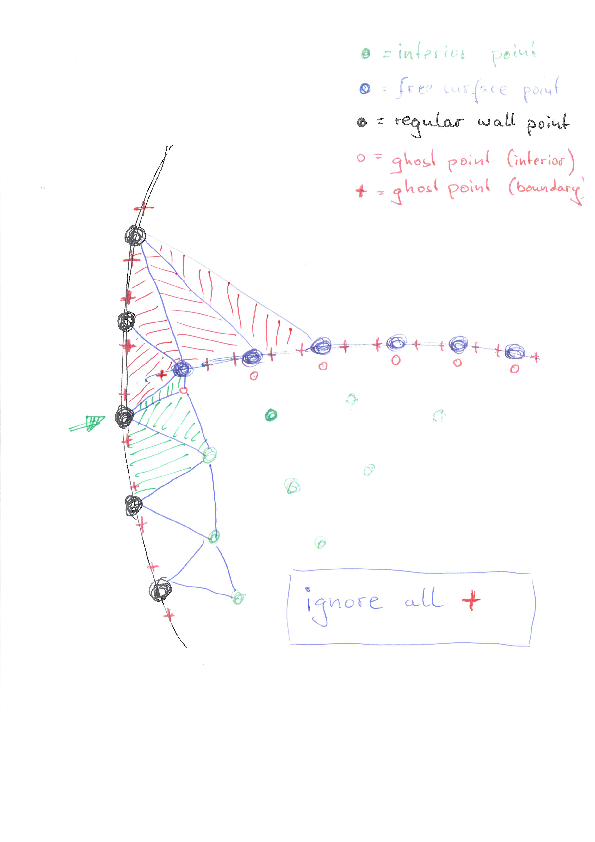 = interior point
= free surface point
= regular wall point
= ghost point (interior)
+ = ghost point (boundary)
ignore all +